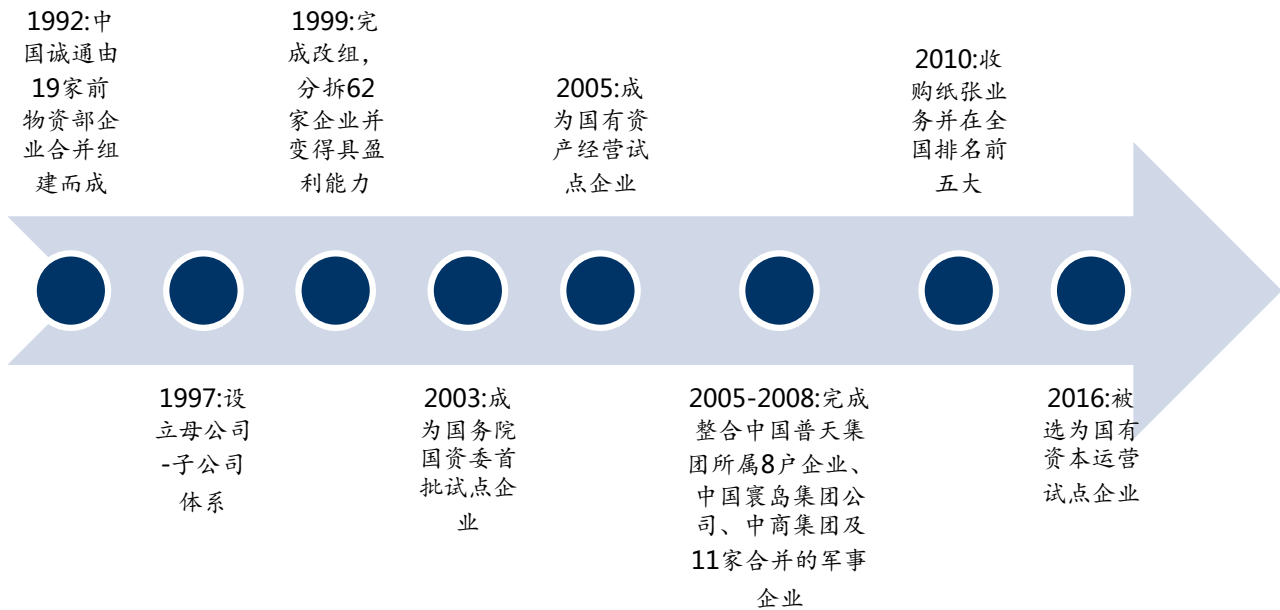 1992:中
国诚通由
19家前
物资部企
业合并组
建而成
1997:设
立母公司
-子公司
体系
1999:完
成改组，
分拆62
家企业并
变得具盈
利能力
2003:成
为国务院
国资委首
批试点企
业
2005:成
为国有资
产经营试
点企业
2005-2008:完成
整合中国普天集
团所属8户企业、
中国寰岛集团公
司、中商集团及
11家合并的军事
企业
2010:收
购纸张业
务并在全
国排名前
五大
2016:被
选为国有
资本运营
试点企业